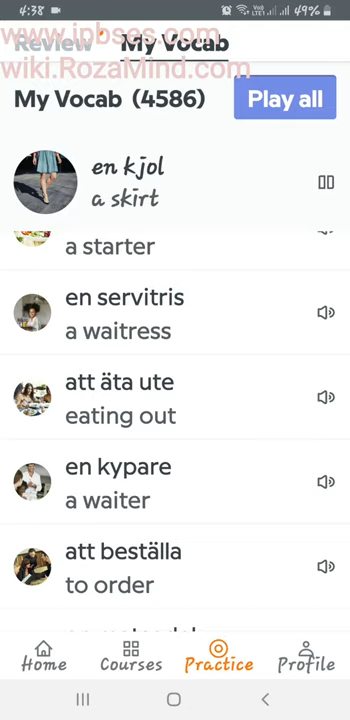 4:38 49%
www.ipbses.com
Review My Vocab
wiki.RozaMind.com
My Vocab (4586) Play all
en kjol
a skirt
a starter
en servitris
a waitress
att äta ute
eating out
en kypare
a waiter
att beställa
to order
Home Courses Practice Profile